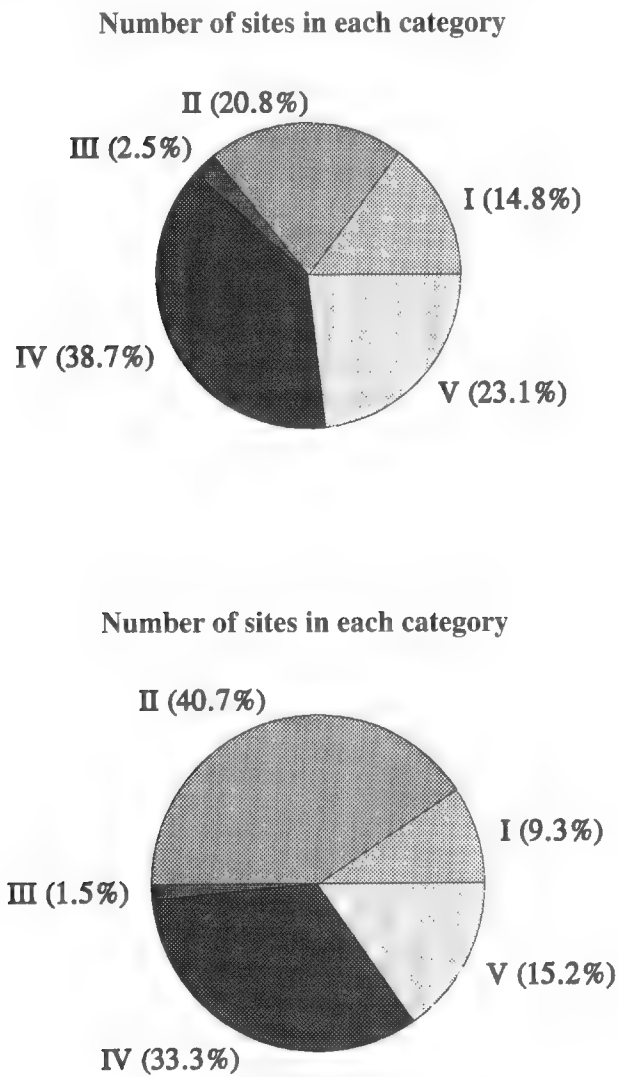 Number of sites in each category
II (20.8%)
III (2.5%)
I (14.8%)
IV (38.7%)
V (23.1%)
Number of sites in each category
II (40.7%)
I (9.3%)
III (1.5%)
V (15.2%)
IV (33.3%)